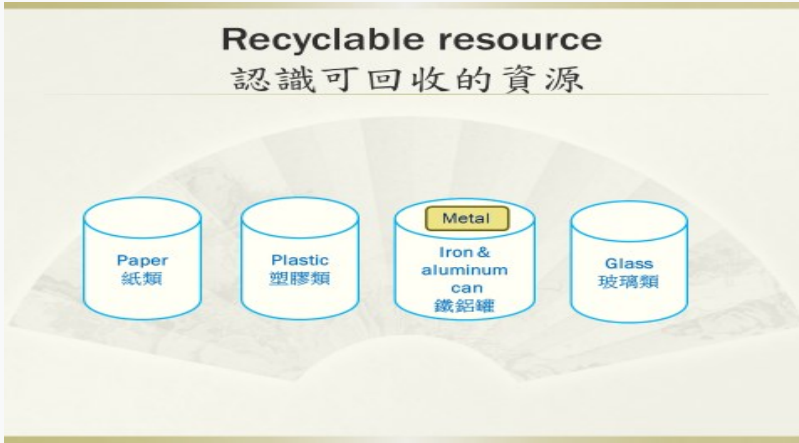 Recyclable resource
認識可回收的資源
Paper
紙類
Plastic
塑膠類
Metal
Iron &
aluminum
can
鐵鋁罐
Glass
玻璃類